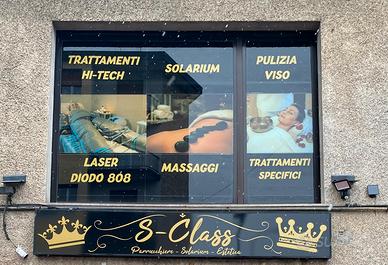 TRATTAMENTI
HI-TECH
SOLARIUM
PULIZIA
VISO
LASER
DIODO 808
MASSAGGI
TRATTAMENTI
SPECIFICI
S-Class
Parrucchiere - Solarium - Estetica